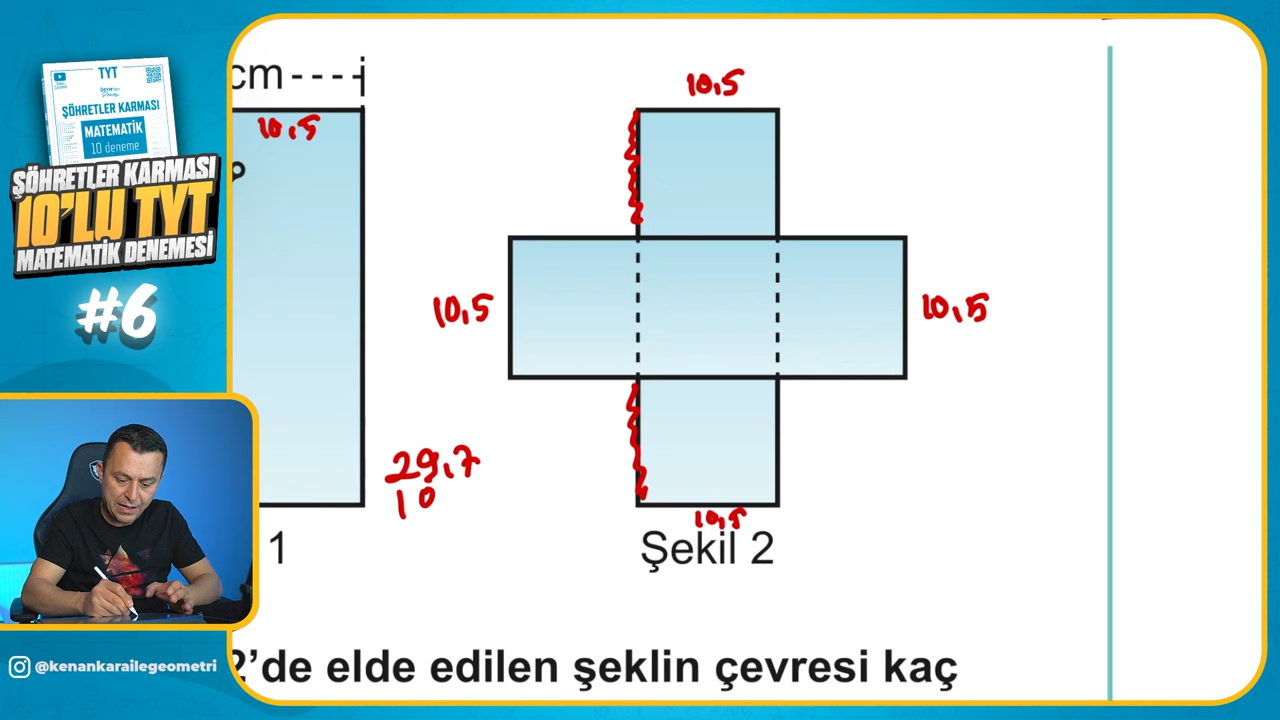 TYT
ÖSYM'nin
ŞÖHRETLER KARMASI
MATEMATİK
10 deneme
ŞÖHRETLER KARMASI
10'LU TYT
MATEMATİK DENEMESİ
#6
@kenankarailegeometri
cm
10,5
10,5
10,5
10,5
29,7
10
10,5
1
Şekil 2
2’de elde edilen şeklin çevresi kaç